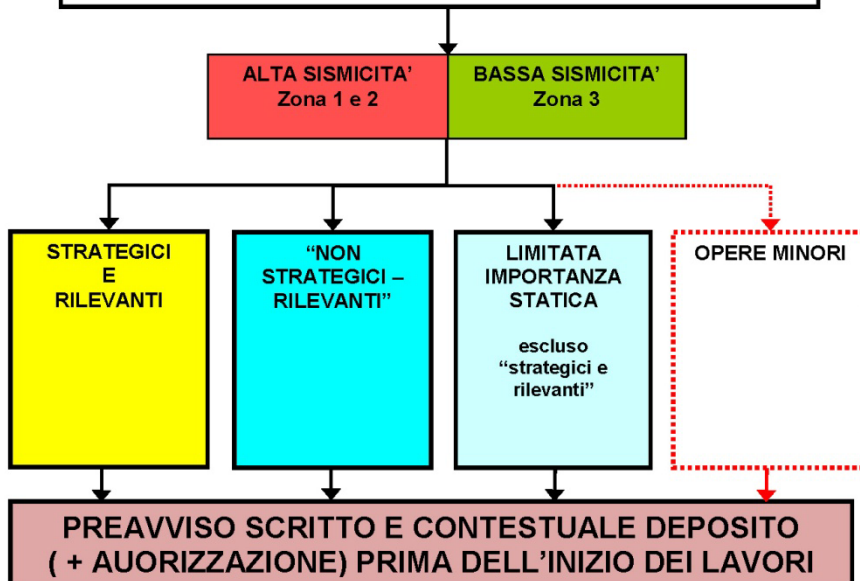 ALTA SISMICITA’
Zona 1 e 2
BASSA SISMICITA’
Zona 3
STRATEGICI
E
RILEVANTI
“NON
STRATEGICI –
RILEVANTI”
LIMITATA
IMPORTANZA
STATICA
escluso
“strategici e
rilevanti”
OPERE MINORI
PREAVVISO SCRITTO E CONTESTUALE DEPOSITO
( + AUORIZZAZIONE) PRIMA DELL’INIZIO DEI LAVORI